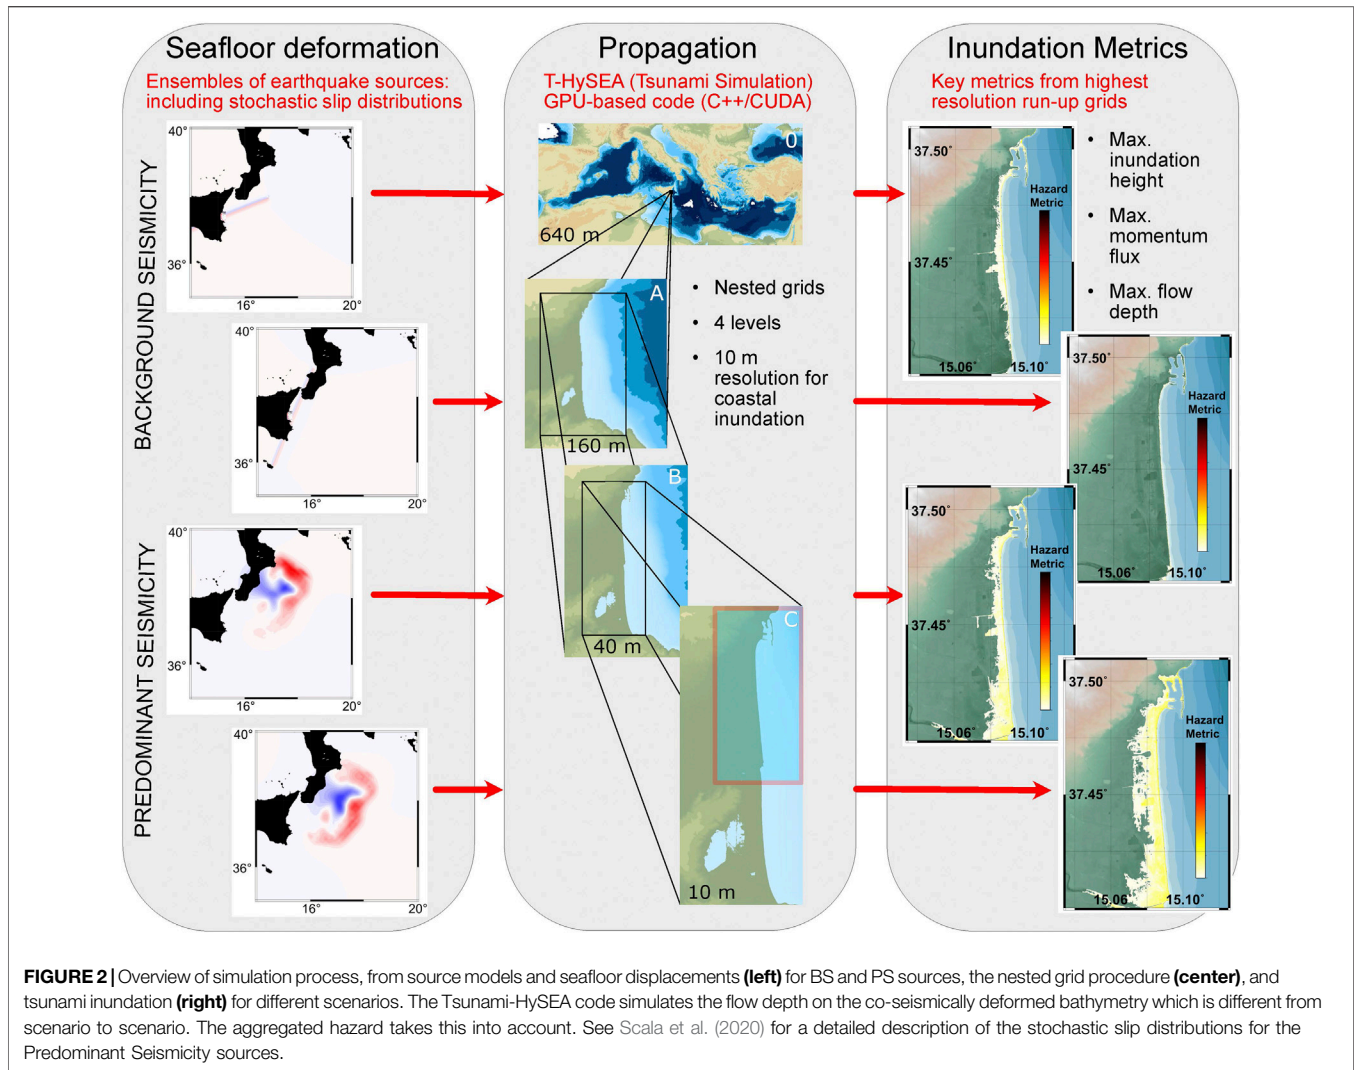 Seafloor deformation
Ensembles of earthquake sources:
including stochastic slip distributions
BACKGROUND SEISMICITY
PREDOMINANT SEISMICITY
40°
36°
16°
20°
40°
36°
16°
20°
40°
36°
16°
20°
40°
36°
16°
20°
Propagation
T-HySEA (Tsunami Simulation)
GPU-based code (C++/CUDA)
0
640 m
A
160 m
• Nested grids
• 4 levels
• 10 m
resolution for
coastal
inundation
B
40 m
C
10 m
Inundation Metrics
Key metrics from highest
resolution run-up grids
• Max.
inundation
height
• Max.
momentum
flux
• Max. flow
depth
37.50°
Hazard
Metric
37.45°
15.06° 15.10°
37.50°
Hazard
Metric
37.45°
15.06° 15.10°
37.50°
Hazard
Metric
37.45°
15.06° 15.10°
37.50°
Hazard
Metric
37.45°
15.06° 15.10°
FIGURE 2 | Overview of simulation process, from source models and seafloor displacements (left) for BS and PS sources, the nested grid procedure (center), and
tsunami inundation (right) for different scenarios. The Tsunami-HySEA code simulates the flow depth on the co-seismically deformed bathymetry which is different from
scenario to scenario. The aggregated hazard takes this into account. See Scala et al. (2020) for a detailed description of the stochastic slip distributions for the
Predominant Seismicity sources.